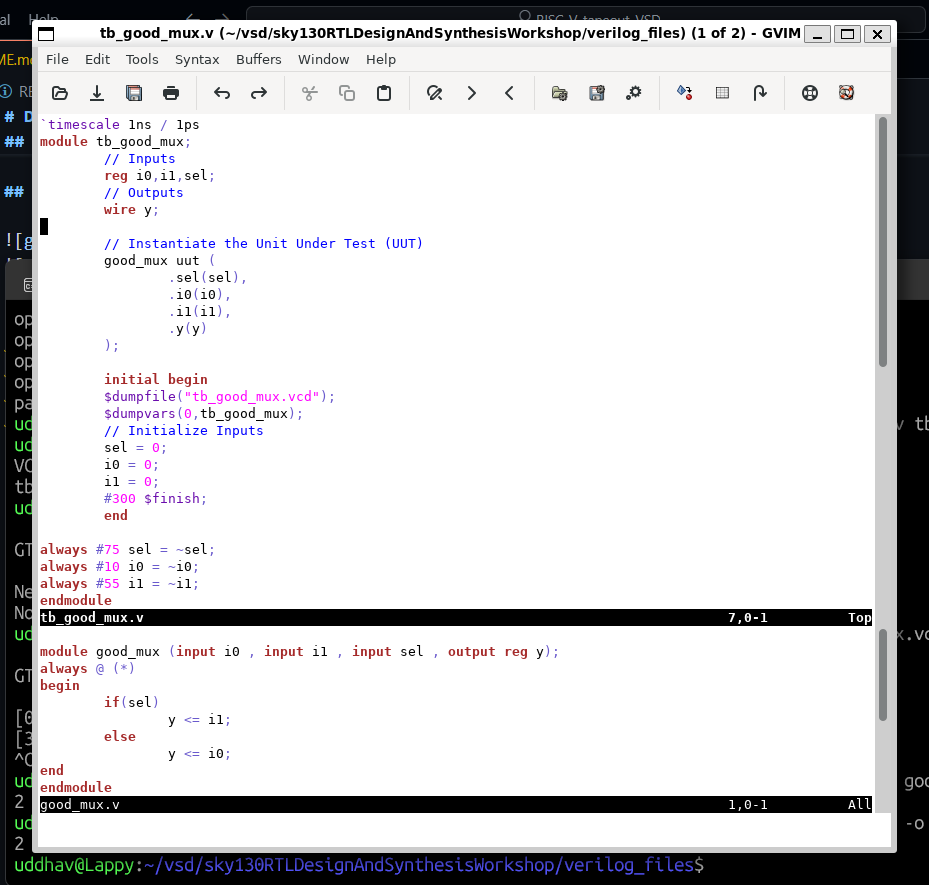 al Help
RISC-V-tapeout-VSD
tb_good_mux.v (~/vsd/sky130RTLDesignAndSynthesisWorkshop/verilog_files) (1 of 2) - GVIM
File Edit Tools Syntax Buffers Window Help
`timescale 1ns / 1ps
module tb_good_mux;
// Inputs
reg i0,i1,sel;
// Outputs
wire y;
// Instantiate the Unit Under Test (UUT)
good_mux uut (
.sel(sel),
.i0(i0),
.i1(i1),
.y(y)
);
initial begin
$dumpfile("tb_good_mux.vcd");
$dumpvars(0,tb_good_mux);
// Initialize Inputs
sel = 0;
i0 = 0;
i1 = 0;
#300 $finish;
end
always #75 sel = ~sel;
always #10 i0 = ~i0;
always #55 i1 = ~i1;
endmodule
tb_good_mux.v 7,0-1 Top
module good_mux (input i0 , input i1 , input sel , output reg y);
always @ (*)
begin
if(sel)
y <= i1;
else
y <= i0;
end
endmodule
good_mux.v 1,0-1 All
uddhav@Lappy:~/vsd/sky130RTLDesignAndSynthesisWorkshop/verilog_files$